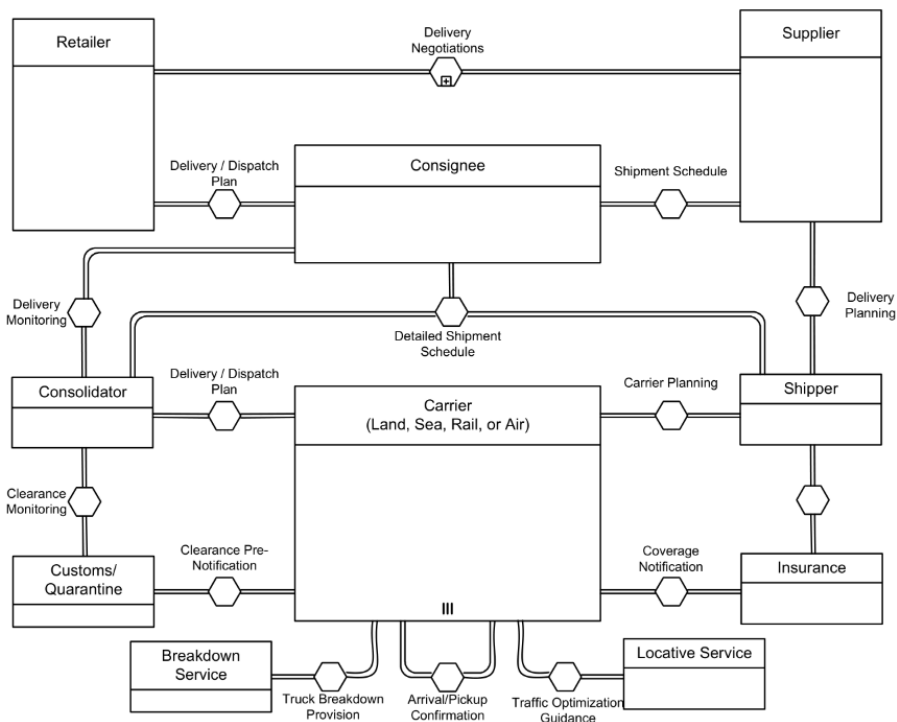 Retailer
Delivery
Negotiations
Supplier
Delivery / Dispatch
Plan
Consignee
Shipment Schedule
Delivery
Monitoring
Detailed Shipment
Schedule
Delivery
Planning
Consolidator
Delivery / Dispatch
Plan
Carrier
(Land, Sea, Rail, or Air)
Carrier Planning
Shipper
Clearance
Monitoring
Customs/
Quarantine
Clearance Pre-
Notification
Coverage
Notification
Insurance
Breakdown
Service
Truck Breakdown
Provision
Arrival/Pickup
Confirmation
Traffic Optimization
Guidance
Locative Service